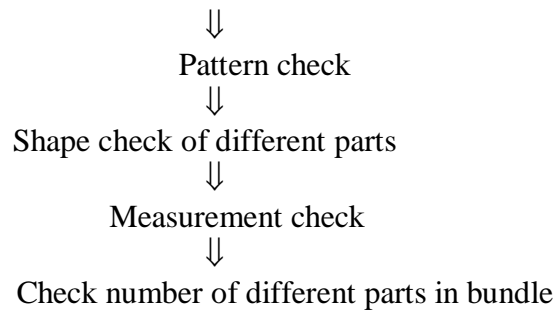 ⇓
Pattern check
⇓
Shape check of different parts
⇓
Measurement check
⇓
Check number of different parts in bundle